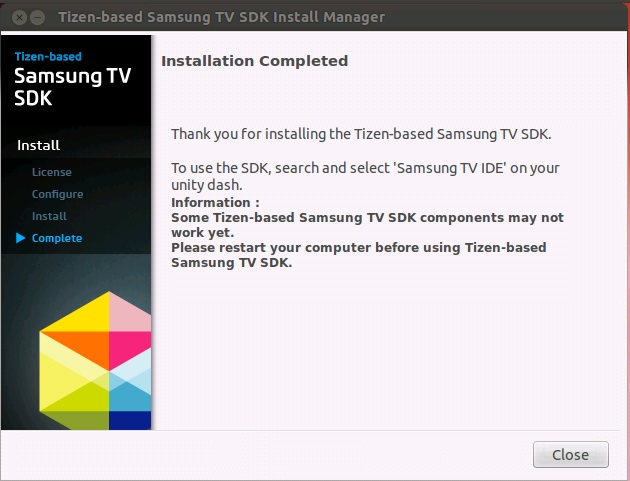 Tizen-based Samsung TV SDK Install Manager
Tizen-based
Samsung TV
SDK
Install
License
Configure
Install
Complete
Installation Completed
Thank you for installing the Tizen-based Samsung TV SDK.
To use the SDK, search and select 'Samsung TV IDE' on your
unity dash.
Information :
Some Tizen-based Samsung TV SDK components may not
work yet.
Please restart your computer before using Tizen-based
Samsung TV SDK.
Close